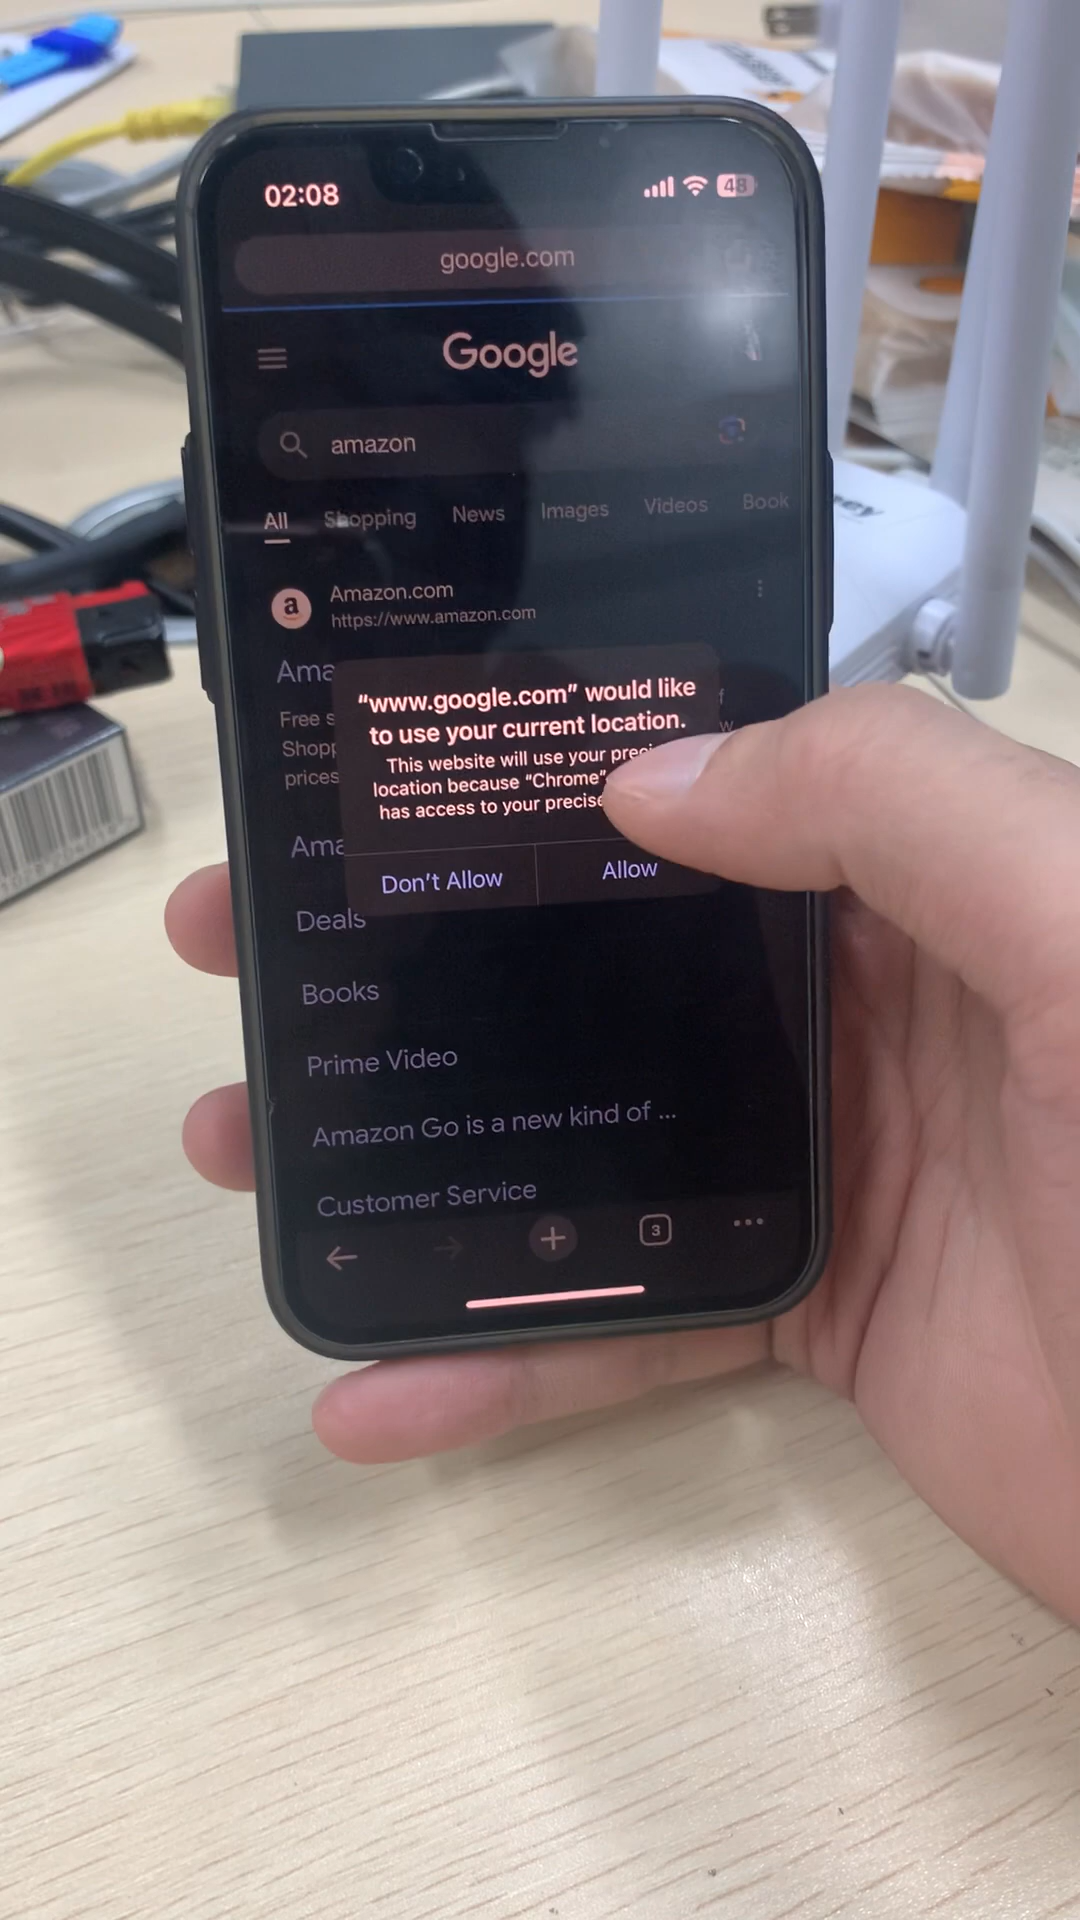 02:08
48
google.com
Google
amazon
All Shopping News Images Videos Book
a
Amazon.com
https://www.amazon.com
Ama
Free s
Shopp
prices
“www.google.com” would like
to use your current location.
This website will use your
location because “Chrome”
has access to your
Don't Allow Allow
Ama
Deals
Books
Prime Video
Amazon Go is a new kind of ...
Customer Service
3